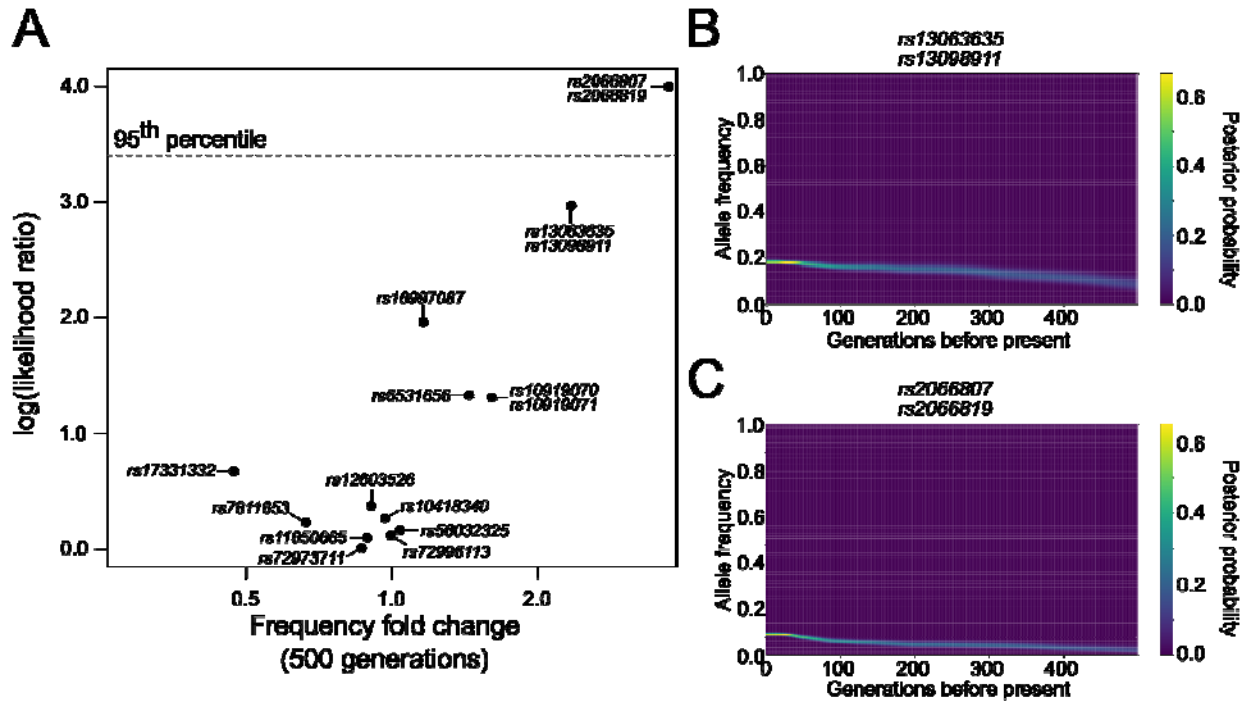 A
4.0
rs2066807
rs2066819
95th percentile
3.0
rs13063635
rs13098911
rs16997087
2.0
rs6531656
rs10919070
rs10919071
1.0
rs17331332
rs12603526
rs7811653
rs10418340
rs11650665
rs56032325
rs72973711
rs72996113
0.0
log(likelihood ratio)
0.5
1.0
2.0
Frequency fold change
(500 generations)
B
rs13063635
rs13098911
1.0
0.8
0.6
0.4
0.2
0.0
Allele frequency
0
100
200
300
400
Generations before present
0.6
0.4
0.2
0.0
Posterior probability
C
rs2066807
rs2066819
1.0
0.8
0.6
0.4
0.2
0.0
Allele frequency
0
100
200
300
400
Generations before present
0.6
0.4
0.2
0.0
Posterior probability